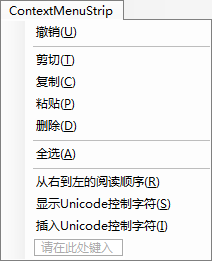 ContextMenuStrip
撤销(U)
剪切(T)
复制(C)
粘贴(P)
删除(D)
全选(A)
从右到左的阅读顺序(R)
显示Unicode控制字符(S)
插入Unicode控制字符(I)
请在此处键入